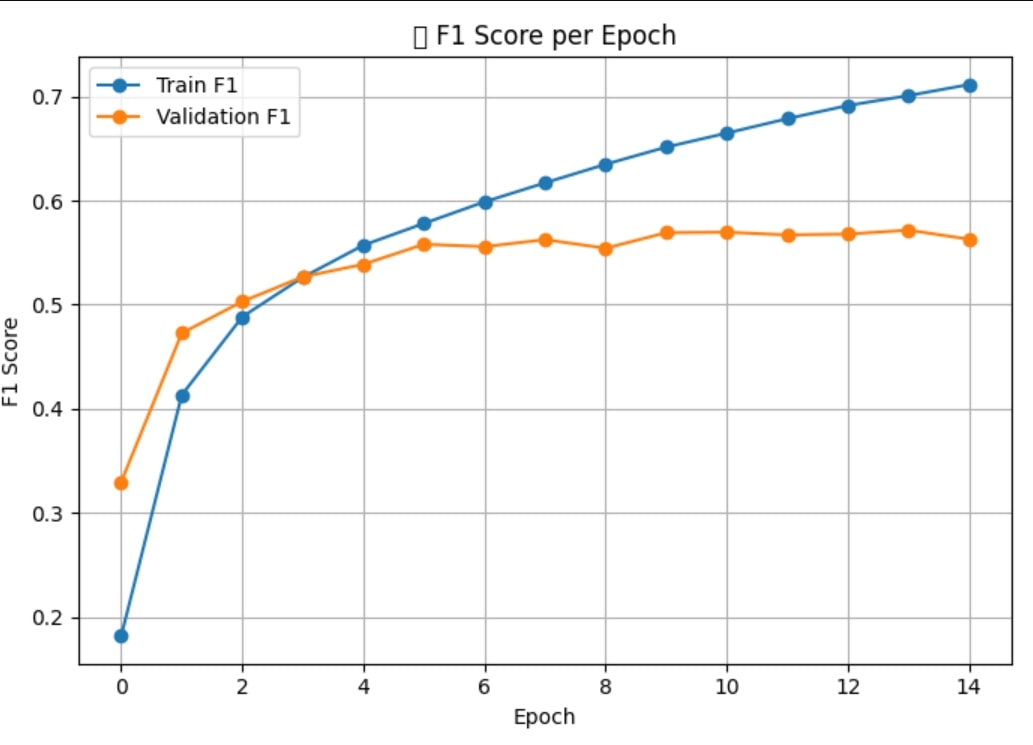 ▯ F1 Score per Epoch
Train F1
Validation F1
0.7
0.6
0.5
0.4
0.3
0.2
F1 Score
0 2 4 6 8 10 12 14
Epoch